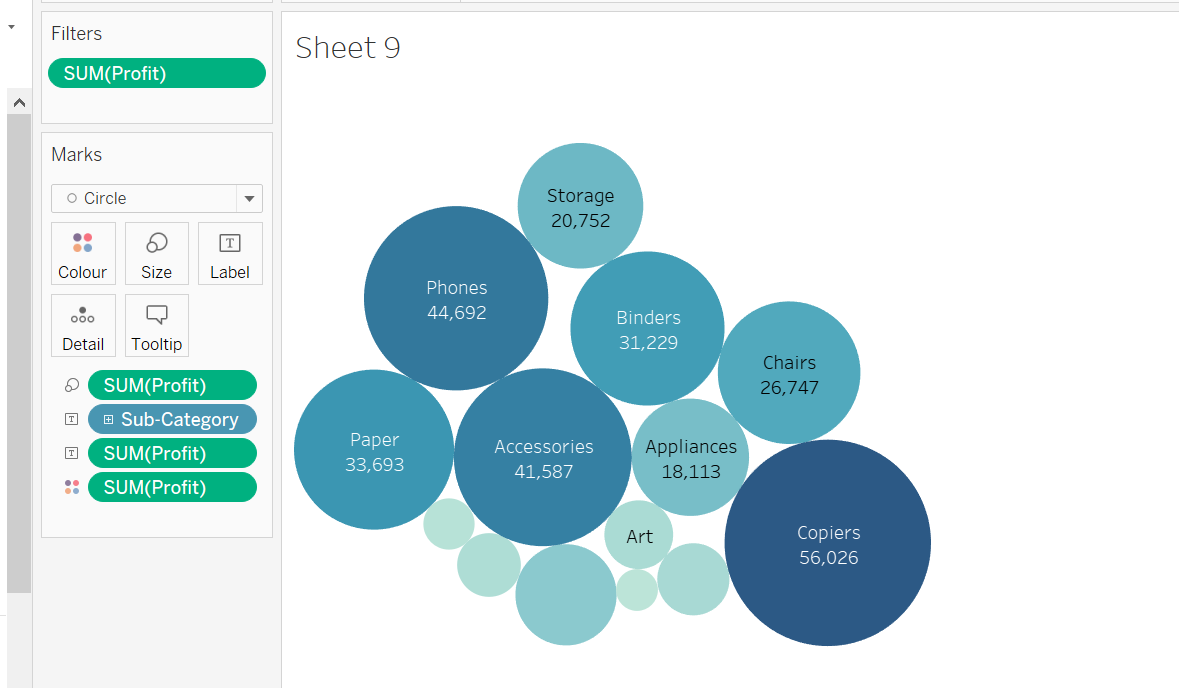 Filters
SUM(Profit)
Marks
Circle
Colour
Size
T
Label
Detail
Tooltip
SUM(Profit)
T
Sub-Category
T
SUM(Profit)
SUM(Profit)
Sheet 9
Storage
20,752
Phones
44,692
Binders
31,229
Chairs
26,747
Paper
33,693
Accessories
41,587
Appliances
18,113
Art
Copiers
56,026